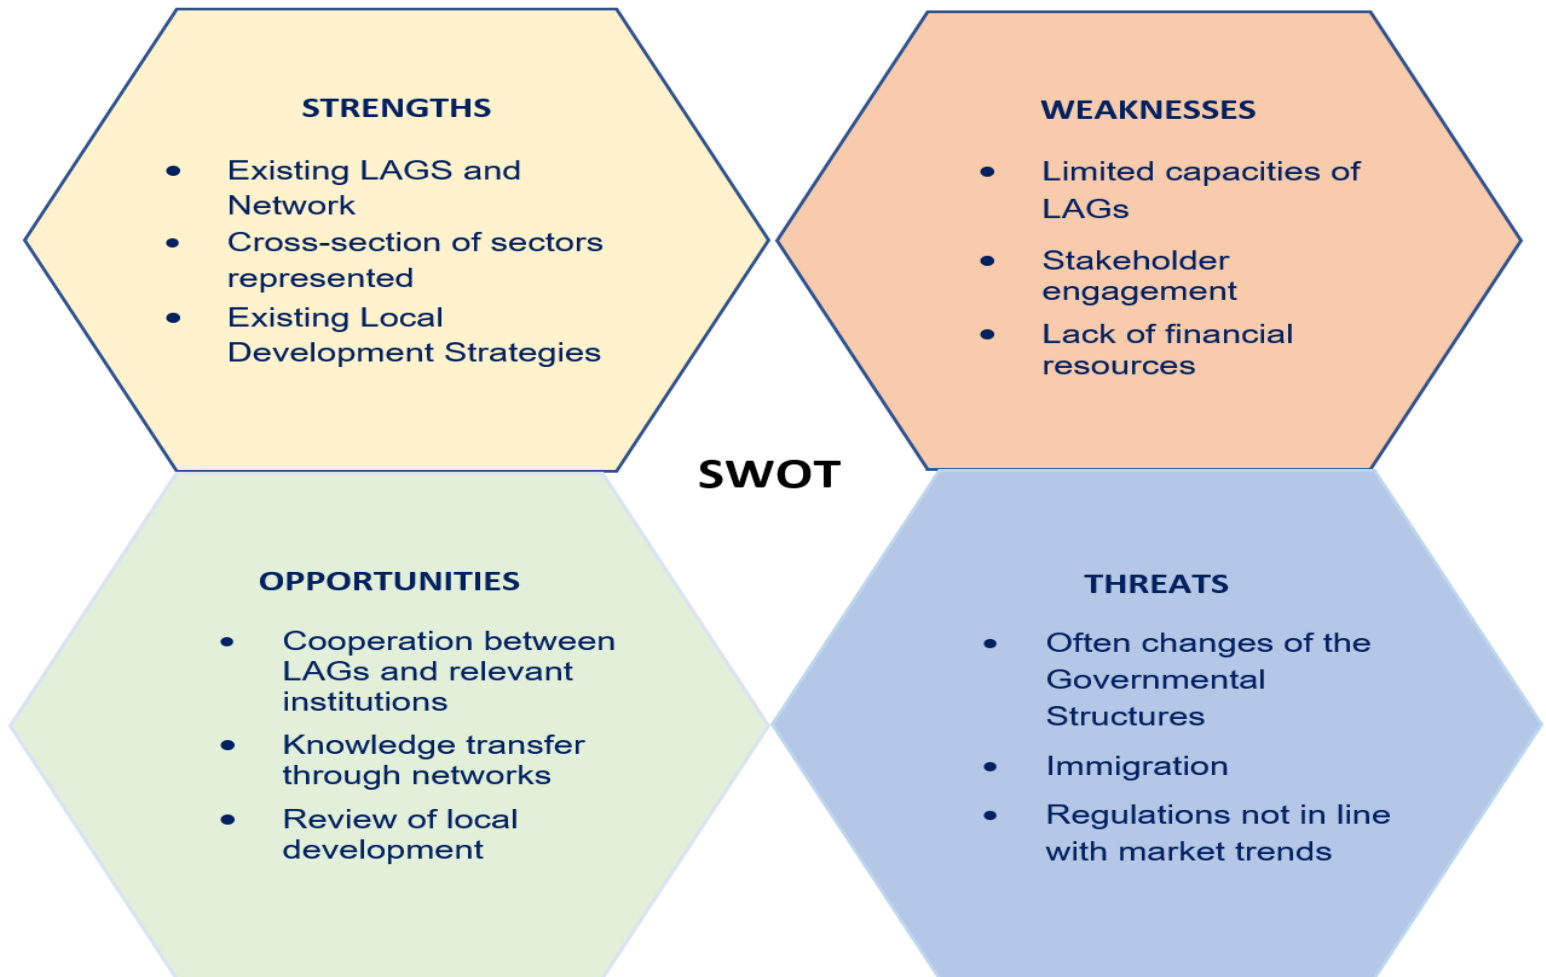 STRENGTHS
• Existing LAGS and
Network
• Cross-section of sectors
represented
• Existing Local
Development Strategies
WEAKNESSES
• Limited capacities of
LAGs
• Stakeholder
engagement
• Lack of financial
resources
SWOT
OPPORTUNITIES
• Cooperation between
LAGs and relevant
institutions
• Knowledge transfer
through networks
• Review of local
development
THREATS
• Often changes of the
Governmental
Structures
• Immigration
• Regulations not in line
with market trends